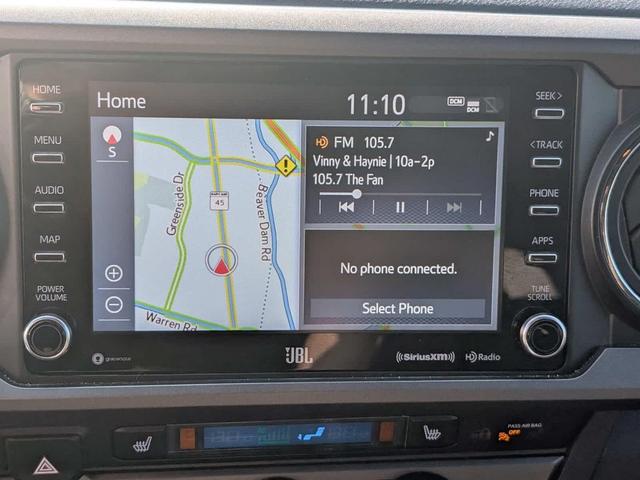 HOME
MENU
AUDIO
MAP
POWER
VOLUME
Home
11:10
DCM
DCM
S
Greenside Dr
45
Beaver Dam Rd
Warren Rd
HD FM 105.7
Vinny & Haynie | 10a-2p
105.7 The Fan
No phone connected.
Select Phone
SEEK >
< TRACK
PHONE
APPS
TUNE
SCROLL
gracenote
JBL
((SiriusXM))
HD Radio
PASS AIR BAG
OFF